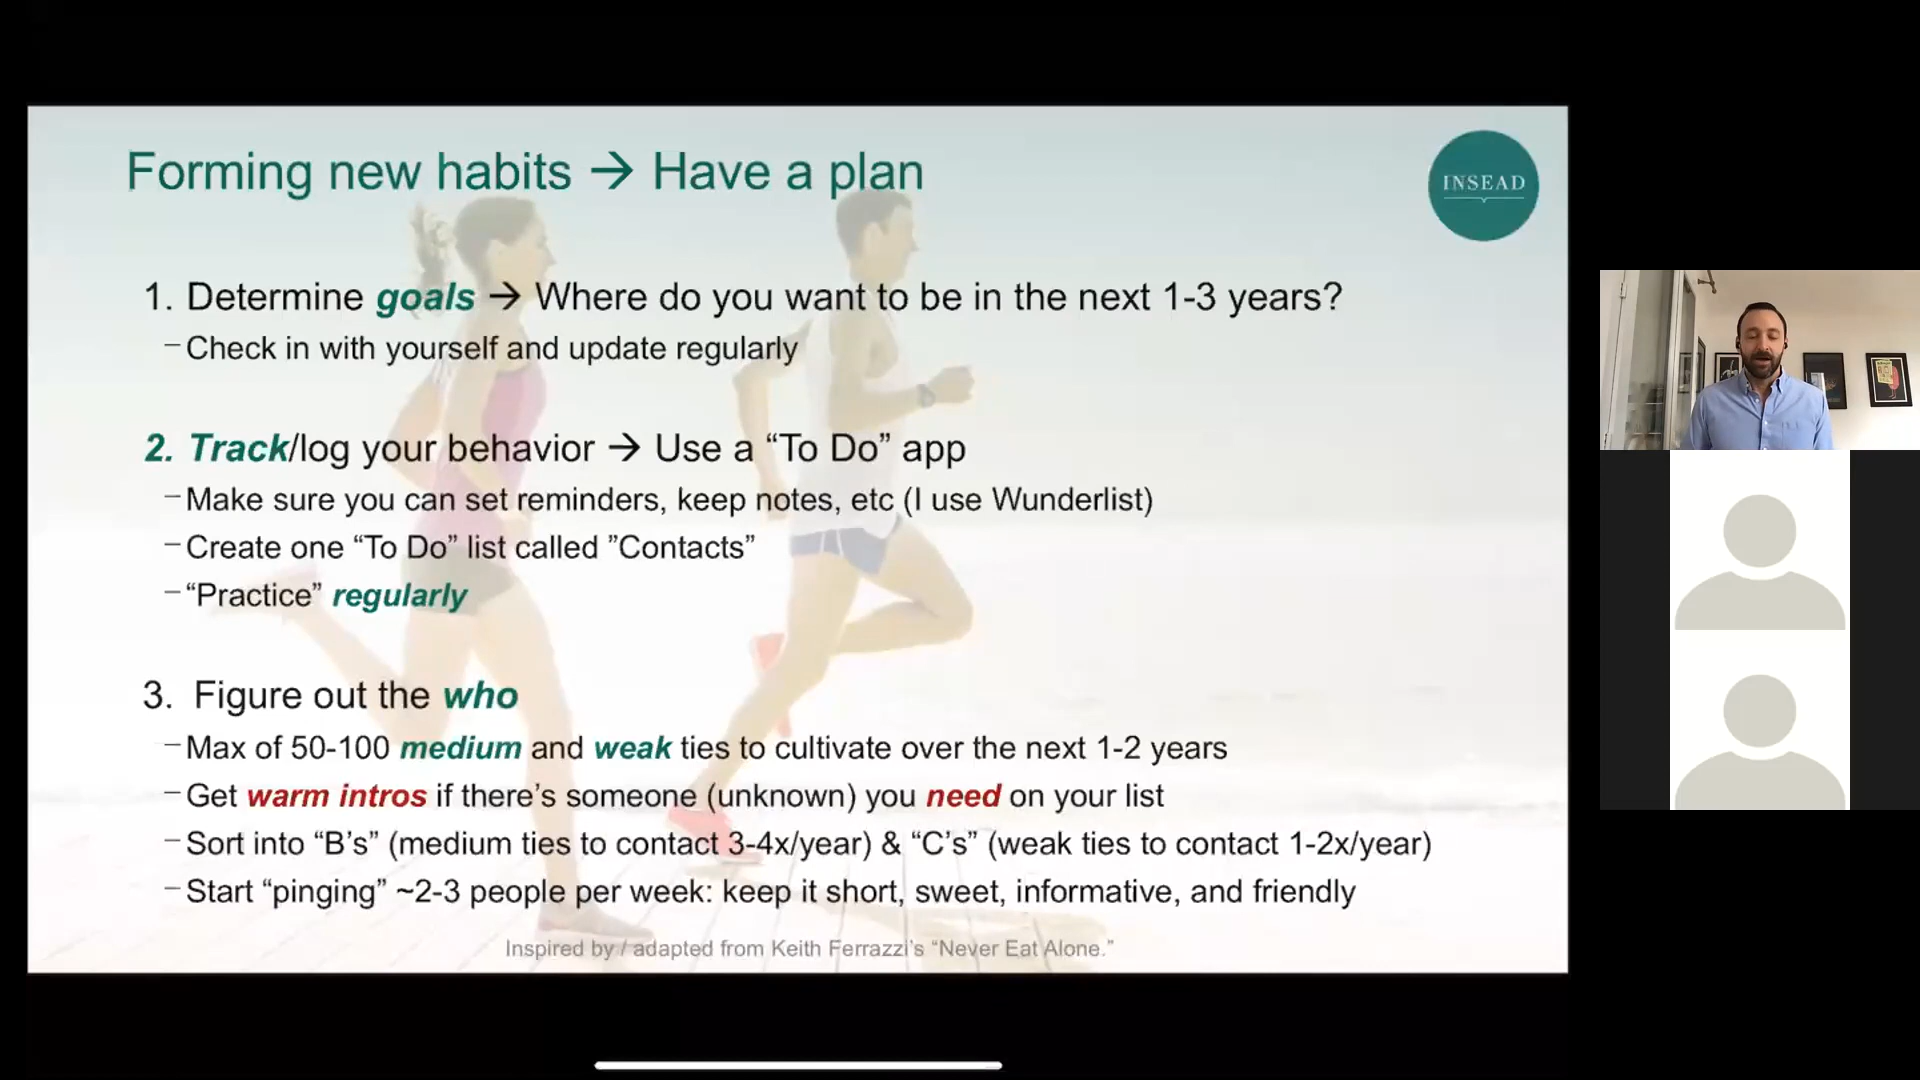 Forming new habits → Have a plan
INSEAD
1. Determine goals → Where do you want to be in the next 1-3 years?
–Check in with yourself and update regularly
2. Track/log your behavior → Use a “To Do” app
–Make sure you can set reminders, keep notes, etc (I use Wunderlist)
–Create one “To Do” list called ”Contacts”
–“Practice” regularly
3. Figure out the who
–Max of 50-100 medium and weak ties to cultivate over the next 1-2 years
–Get warm intros if there’s someone (unknown) you need on your list
–Sort into “B’s” (medium ties to contact 3-4x/year) & “C’s” (weak ties to contact 1-2x/year)
–Start “pinging” ~2-3 people per week: keep it short, sweet, informative, and friendly
Inspired by / adapted from Keith Ferrazzi’s “Never Eat Alone.”